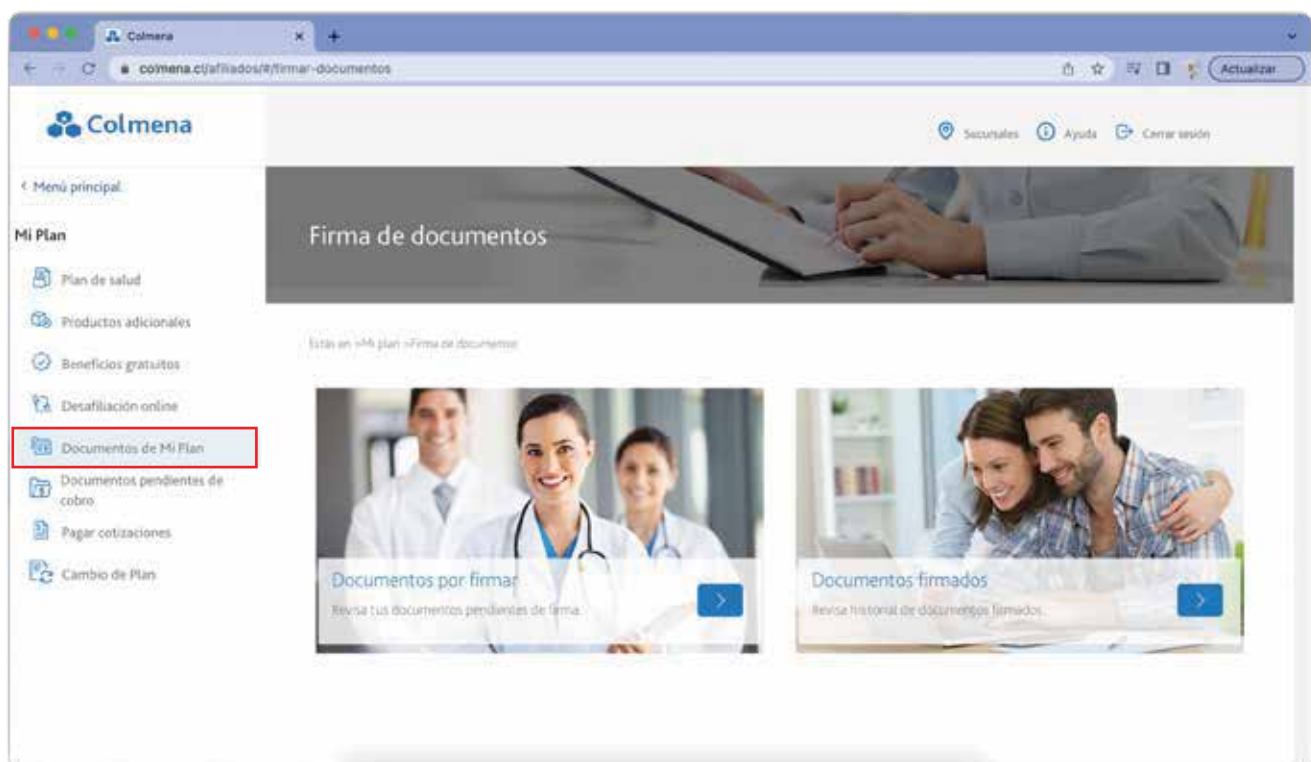 Colmena
colmena.cl/afiliados/#/firmar-documentos
Actualizar
Colmena
Sucursales
Ayuda
Cerrar sesión
Menú principal
Mi Plan
Firma de documentos
Plan de salud
Productos adicionales
Estás en >Mi plan >Firma de documentos
Beneficios gratuitos
Desafiliación online
Documentos de Mi Plan
Documentos pendientes de
cobro
Pagar cotizaciones
Cambio de Plan
Documentos por firmar
Revisa tus documentos pendientes de firma.
Documentos firmados
Revisa historial de documentos firmados.